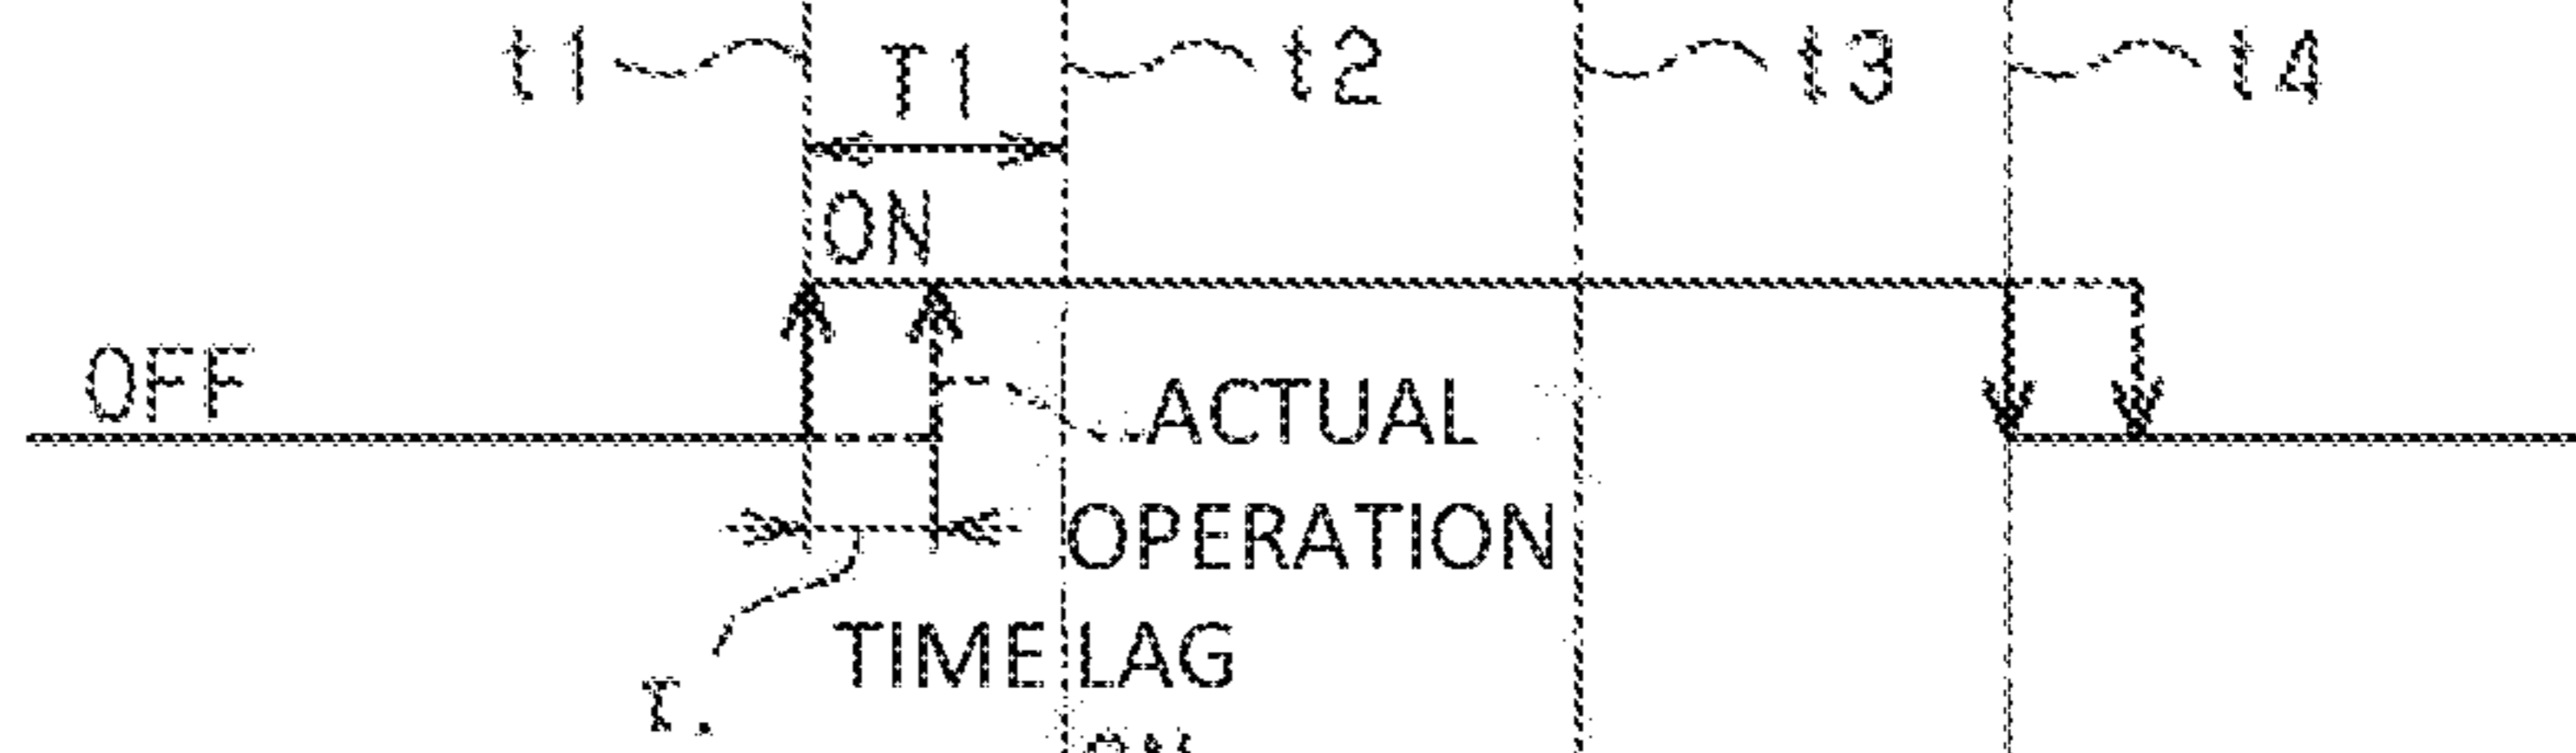 t1 T1 t2 t3 t4
ON
OFF
ACTUAL
OPERATION
TIME LAG
τ.